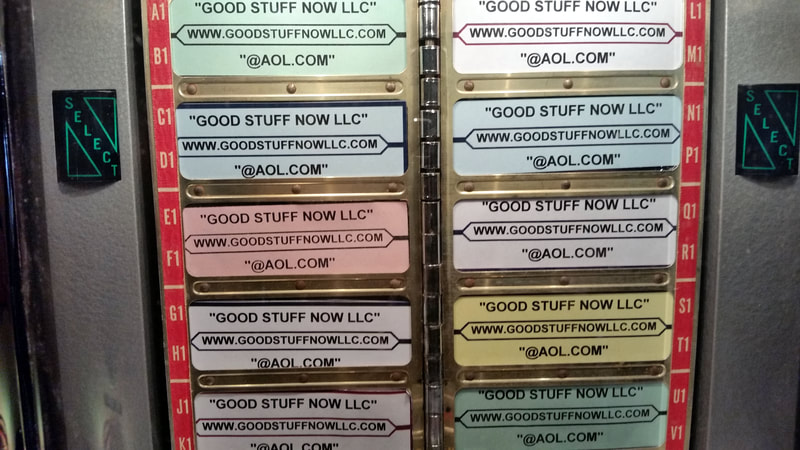 A1
"GOOD STUFF NOW LLC"
WWW.GOODSTUFFNOWLLC.COM
B1
"@AOL.COM"
L1
"GOOD STUFF NOW LLC"
WWW.GOODSTUFFNOWLLC.COM
M1
"@AOL.COM"
SELECT
C1
"GOOD STUFF NOW LLC"
WWW.GOODSTUFFNOWLLC.COM
D1
"@AOL.COM"
N1
"GOOD STUFF NOW LLC"
WWW.GOODSTUFFNOWLLC.COM
P1
"@AOL.COM"
SELECT
E1
"GOOD STUFF NOW LLC"
WWW.GOODSTUFFNOWLLC.COM
F1
"@AOL.COM"
Q1
"GOOD STUFF NOW LLC"
WWW.GOODSTUFFNOWLLC.COM
R1
"@AOL.COM"
G1
"GOOD STUFF NOW LLC"
WWW.GOODSTUFFNOWLLC.COM
H1
"@AOL.COM"
S1
"GOOD STUFF NOW LLC"
WWW.GOODSTUFFNOWLLC.COM
T1
"@AOL.COM"
J1
"GOOD STUFF NOW LLC"
WWW.GOODSTUFFNOWLLC.COM
K1
"@AOL.COM"
U1
"GOOD STUFF NOW LLC"
WWW.GOODSTUFFNOWLLC.COM
V1
"@AOL.COM"